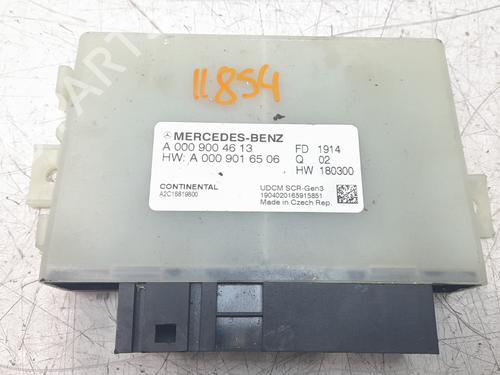 11854
MERCEDES-BENZ
A 000 900 46 13 FD 1914
HW: A 000 901 65 06 Q 02
HW 180300
CONTINENTAL UDCM SCR-Gen3
A2C16819800 1904020165915851
Made in Czech Rep.